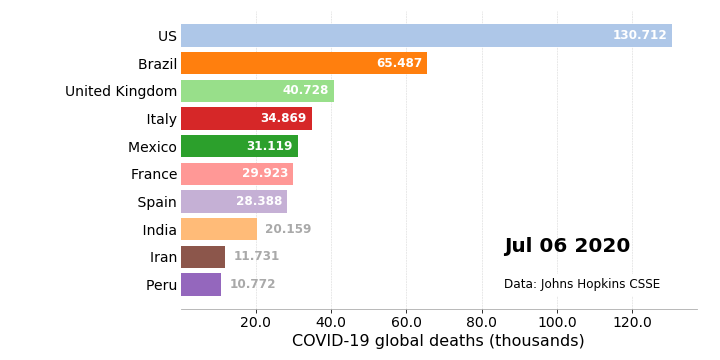 US 130.712
Brazil 65.487
United Kingdom 40.728
Italy 34.869
Mexico 31.119
France 29.923
Spain 28.388
India 20.159
Iran 11.731
Peru 10.772
Jul 06 2020
Data: Johns Hopkins CSSE
20.0 40.0 60.0 80.0 100.0 120.0
COVID-19 global deaths (thousands)